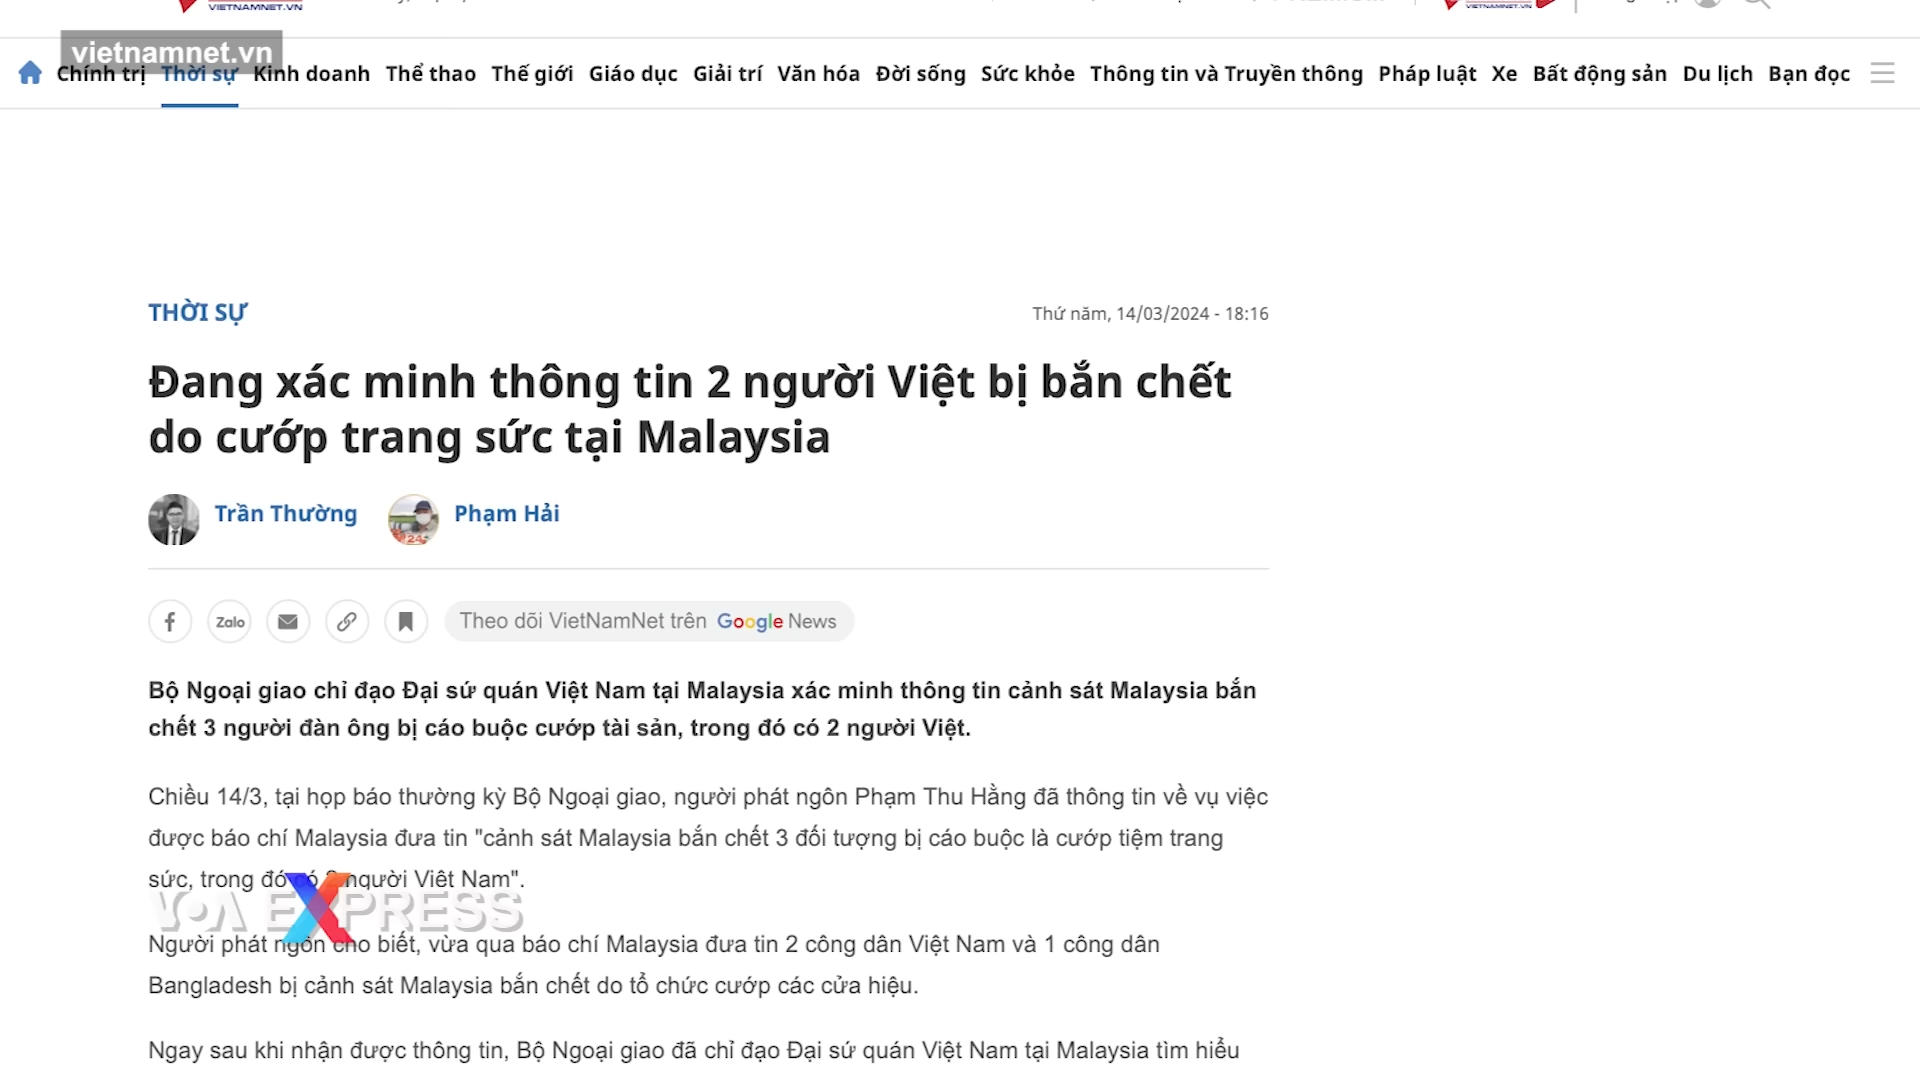 VIETNAMNET.VN
VIETNAMNET.VN
vietnamnet.vn
Chính trị Thời sự Kinh doanh Thể thao Thế giới Giáo dục Giải trí Văn hóa Đời sống Sức khỏe Thông tin và Truyền thông Pháp luật Xe Bất động sản Du lịch Bạn đọc
THỜI SỰ
Thứ năm, 14/03/2024 - 18:16
Đang xác minh thông tin 2 người Việt bị bắn chết
do cướp trang sức tại Malaysia
Trần Thường Phạm Hải
Zalo Theo dõi VietNamNet trên Google News
Bộ Ngoại giao chỉ đạo Đại sứ quán Việt Nam tại Malaysia xác minh thông tin cảnh sát Malaysia bắn
chết 3 người đàn ông bị cáo buộc cướp tài sản, trong đó có 2 người Việt.
Chiều 14/3, tại họp báo thường kỳ Bộ Ngoại giao, người phát ngôn Phạm Thu Hằng đã thông tin về vụ việc
được báo chí Malaysia đưa tin "cảnh sát Malaysia bắn chết 3 đối tượng bị cáo buộc là cướp tiệm trang
sức, trong đó có 2 người Việt Nam".
VOA EXPRESS
Người phát ngôn cho biết, vừa qua báo chí Malaysia đưa tin 2 công dân Việt Nam và 1 công dân
Bangladesh bị cảnh sát Malaysia bắn chết do tổ chức cướp các cửa hiệu.
Ngay sau khi nhận được thông tin, Bộ Ngoại giao đã chỉ đạo Đại sứ quán Việt Nam tại Malaysia tìm hiểu